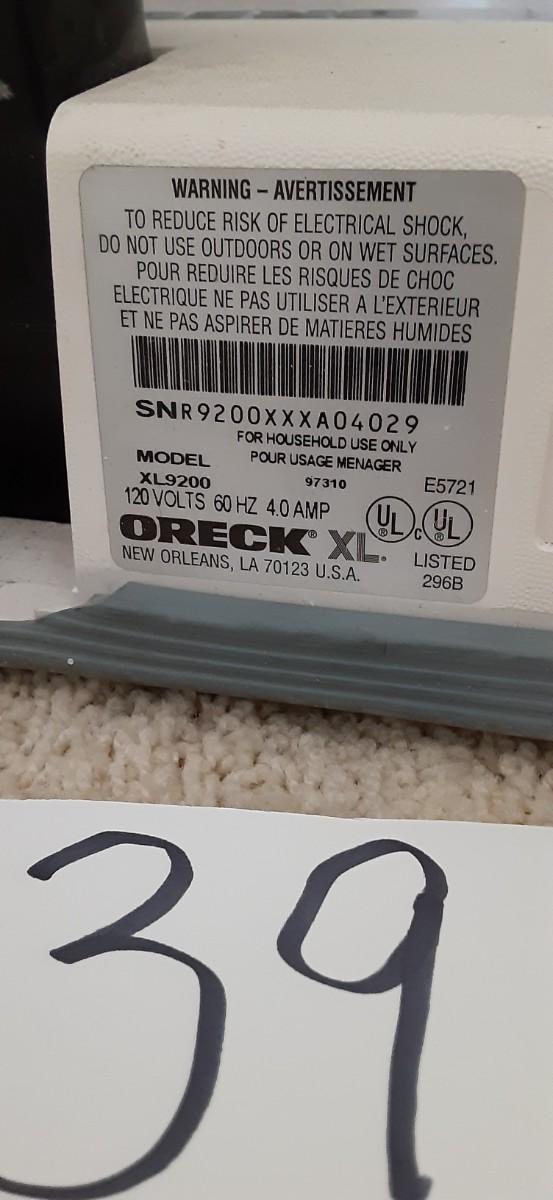 WARNING – AVERTISSEMENT
TO REDUCE RISK OF ELECTRICAL SHOCK,
DO NOT USE OUTDOORS OR ON WET SURFACES.
POUR REDUIRE LES RISQUES DE CHOC
ELECTRIQUE NE PAS UTILISER A L'EXTERIEUR
ET NE PAS ASPIRER DE MATIERES HUMIDES
SNR9200XXXA04029
FOR HOUSEHOLD USE ONLY
MODEL POUR USAGE MENAGER
XL9200 97310 E5721
120 VOLTS 60 HZ 4.0 AMP
ORECK® XL® UL® C UL®
NEW ORLEANS, LA 70123 U.S.A. LISTED
296B
39